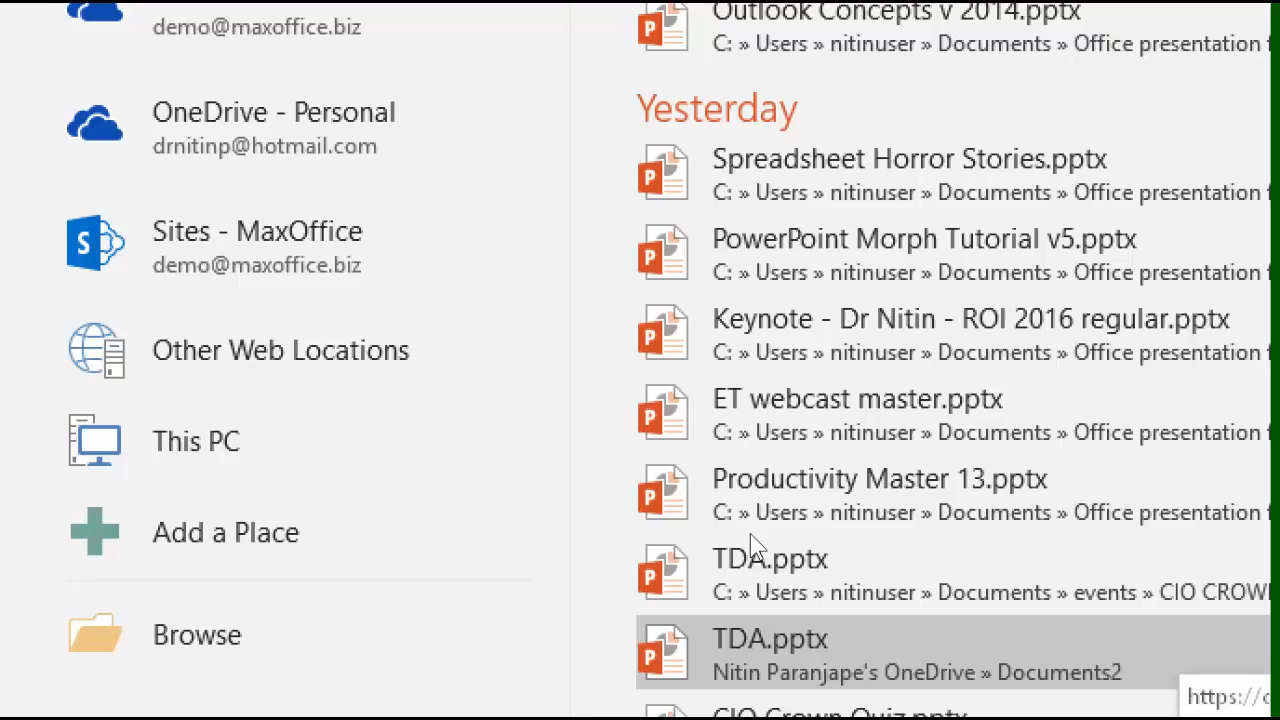 demo@maxoffice.biz
OneDrive - Personal
drnitinp@hotmail.com
Sites - MaxOffice
demo@maxoffice.biz
Other Web Locations
This PC
Add a Place
Browse
Outlook Concepts v 2014.pptx
C: » Users » nitinuser » Documents » Office presentation
Yesterday
Spreadsheet Horror Stories.pptx
C: » Users » nitinuser » Documents » Office presentation
PowerPoint Morph Tutorial v5.pptx
C: » Users » nitinuser » Documents » Office presentation
Keynote - Dr Nitin - ROI 2016 regular.pptx
C: » Users » nitinuser » Documents » Office presentation
ET webcast master.pptx
C: » Users » nitinuser » Documents » Office presentation
Productivity Master 13.pptx
C: » Users » nitinuser » Documents » Office presentation
TDA.pptx
C: » Users » nitinuser » Documents » events » CIO CROW
TDA.pptx
Nitin Paranjape's OneDrive » Documents2
https://
CIO Crown Quiz.pptx